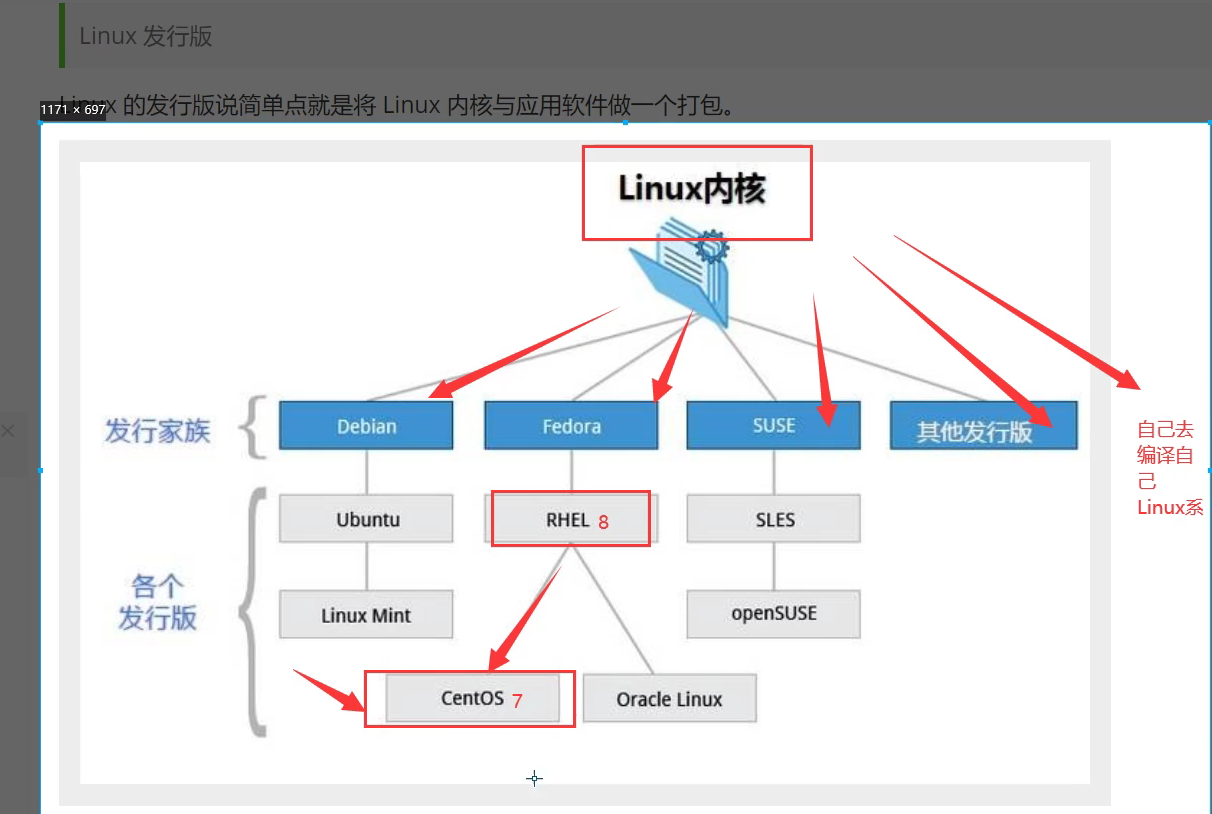 Linux 发行版
Linux 的发行版说简单点就是将 Linux 内核与应用软件做一个打包。
1171 × 697
Linux内核
发行家族
Debian
Fedora
SUSE
其他发行版
自己去
编译自
己
Linux系
各个
发行版
Ubuntu
RHEL 8
SLES
Linux Mint
openSUSE
CentOS 7
Oracle Linux